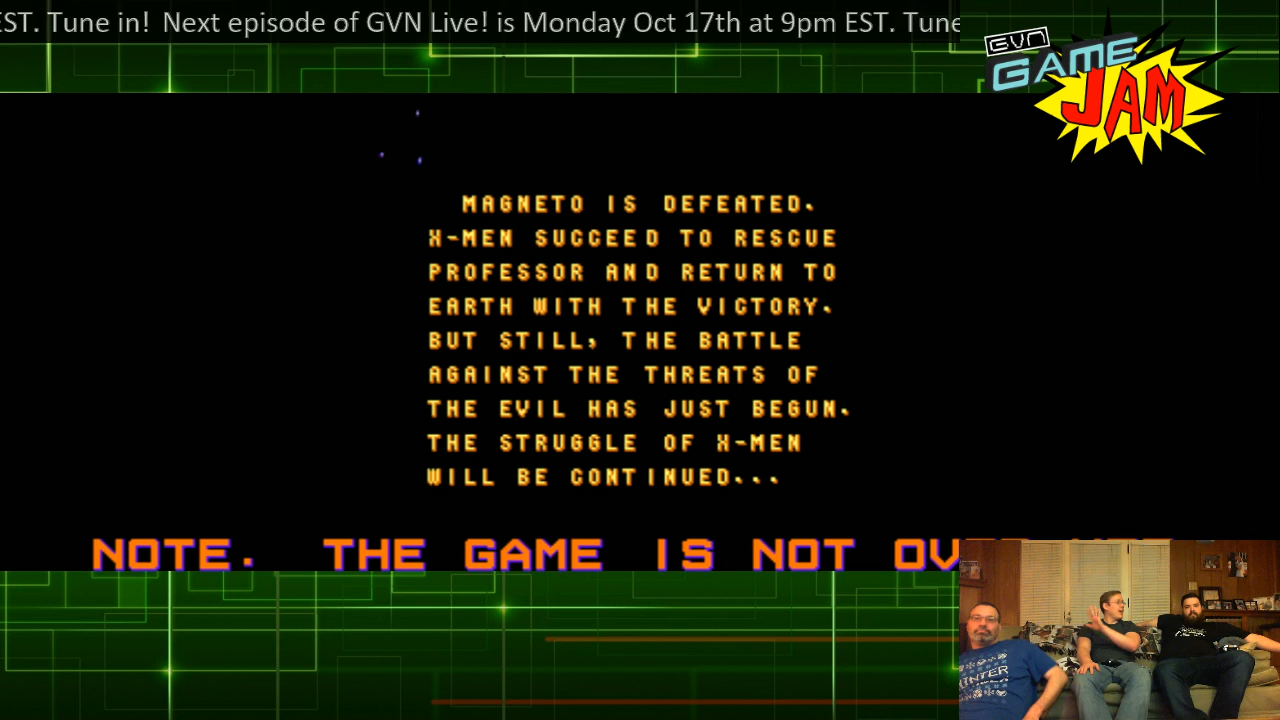 EST. Tune in! Next episode of GVN Live! is Monday Oct 17th at 9pm EST. Tune
GVN
GAME
JAM
MAGNETO IS DEFEATED.
X-MEN SUCCEED TO RESCUE
PROFESSOR AND RETURN TO
EARTH WITH THE VICTORY.
BUT STILL, THE BATTLE
AGAINST THE THREATS OF
THE EVIL HAS JUST BEGUN.
THE STRUGGLE OF X-MEN
WILL BE CONTINUED...
NOTE. THE GAME IS NOT